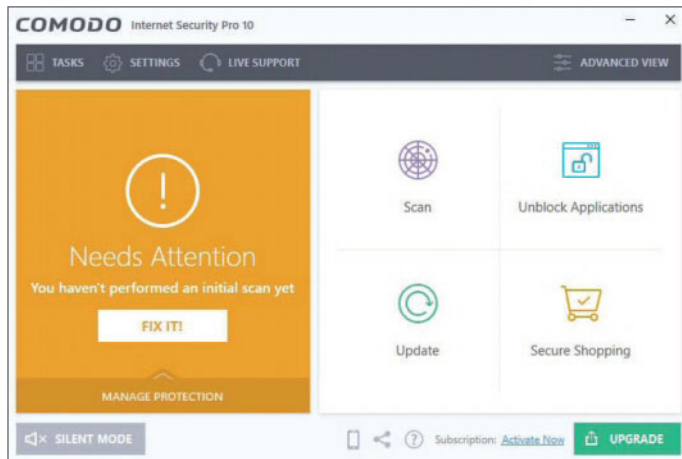 COMODO Internet Security Pro 10
TASKS SETTINGS LIVE SUPPORT ADVANCED VIEW
Needs Attention
You haven't performed an initial scan yet
FIX IT!
MANAGE PROTECTION
Scan
Unblock Applications
Update
Secure Shopping
SILENT MODE
Subscription: Activate Now
UPGRADE